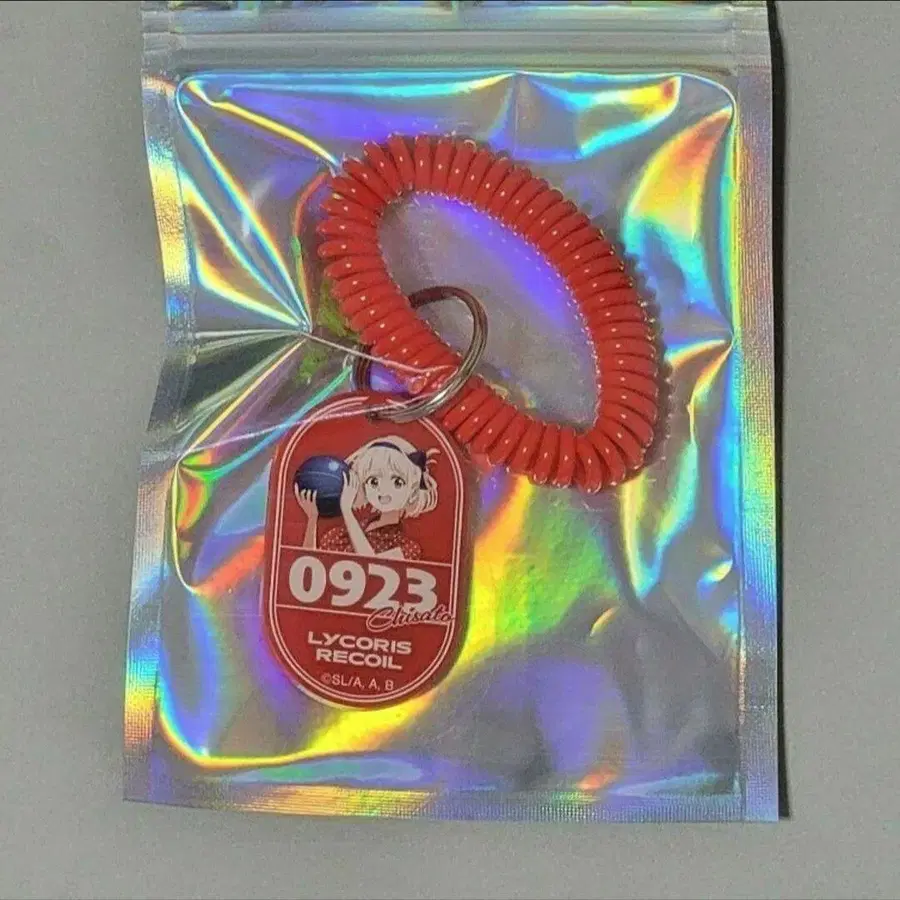 0923
Chisato
LYCORIS
RECOIL
©SL/A, A, B